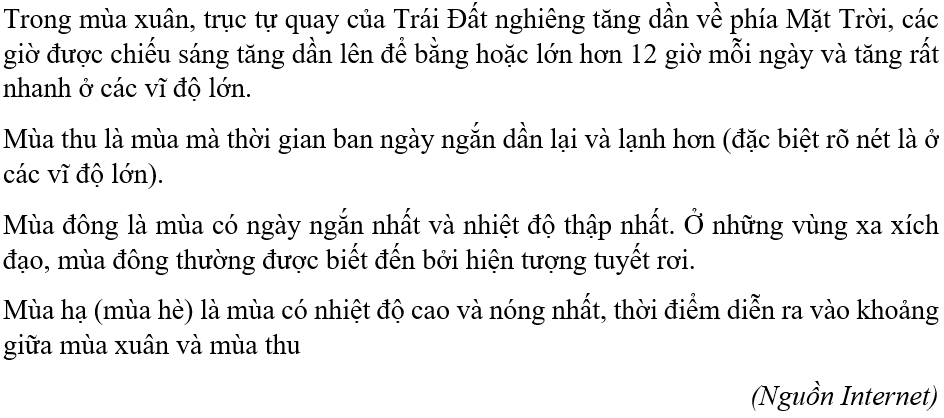 Trong mùa xuân, trục tự quay của Trái Đất nghiêng tăng dần về phía Mặt Trời, các
giờ được chiếu sáng tăng dần lên để bằng hoặc lớn hơn 12 giờ mỗi ngày và tăng rất
nhanh ở các vĩ độ lớn.
Mùa thu là mùa mà thời gian ban ngày ngắn dần lại và lạnh hơn (đặc biệt rõ nét là ở
các vĩ độ lớn).
Mùa đông là mùa có ngày ngắn nhất và nhiệt độ thập nhất. Ở những vùng xa xích
đạo, mùa đông thường được biết đến bởi hiện tượng tuyết rơi.
Mùa hạ (mùa hè) là mùa có nhiệt độ cao và nóng nhất, thời điểm diễn ra vào khoảng
giữa mùa xuân và mùa thu
(Nguồn Internet)